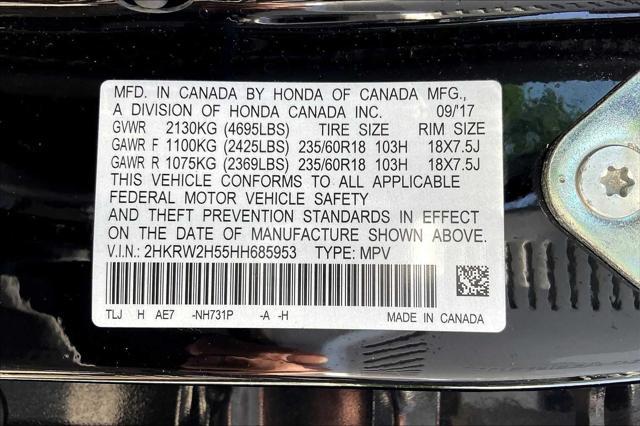 MFD. IN CANADA BY HONDA OF CANADA MFG.,
A DIVISION OF HONDA CANADA INC. 09/'17
GVWR 2130KG (4695LBS) TIRE SIZE RIM SIZE
GAWR F 1100KG (2425LBS) 235/60R18 103H 18X7.5J
GAWR R 1075KG (2369LBS) 235/60R18 103H 18X7.5J
THIS VEHICLE CONFORMS TO ALL APPLICABLE
FEDERAL MOTOR VEHICLE SAFETY
AND THEFT PREVENTION STANDARDS IN EFFECT
ON THE DATE OF MANUFACTURE SHOWN ABOVE.
V.I.N.: 2HKRW2H55HH685953 TYPE: MPV
TLJ H AE7 -NH731P -A -H MADE IN CANADA